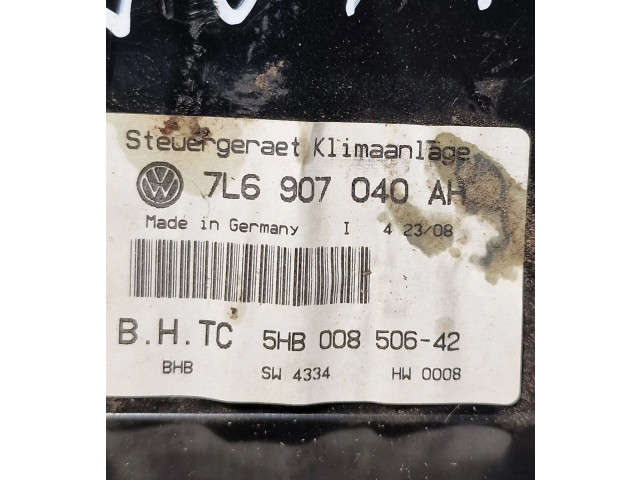 Steuergeraet Klimaanlage
7L6 907 040 AH
Made in Germany I 4 23/08
B.H.TC 5HB 008 506-42
BHB SW 4334 HW 0008